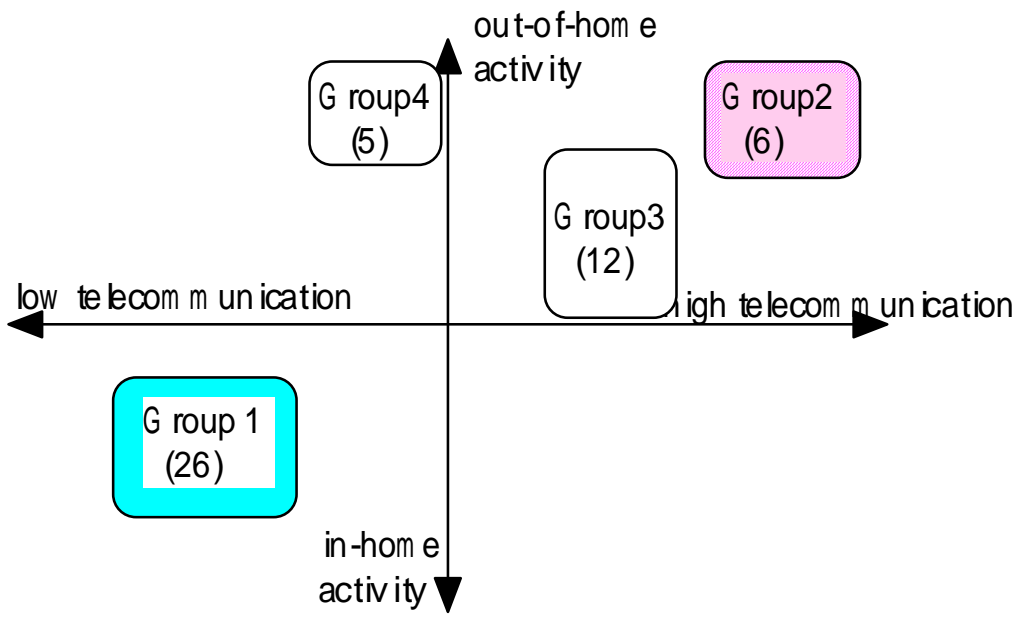 out-of-home
activity
Group4
(5)
Group2
(6)
Group3
(12)
low telecommunication
high telecommunication
Group 1
(26)
in-home
activity